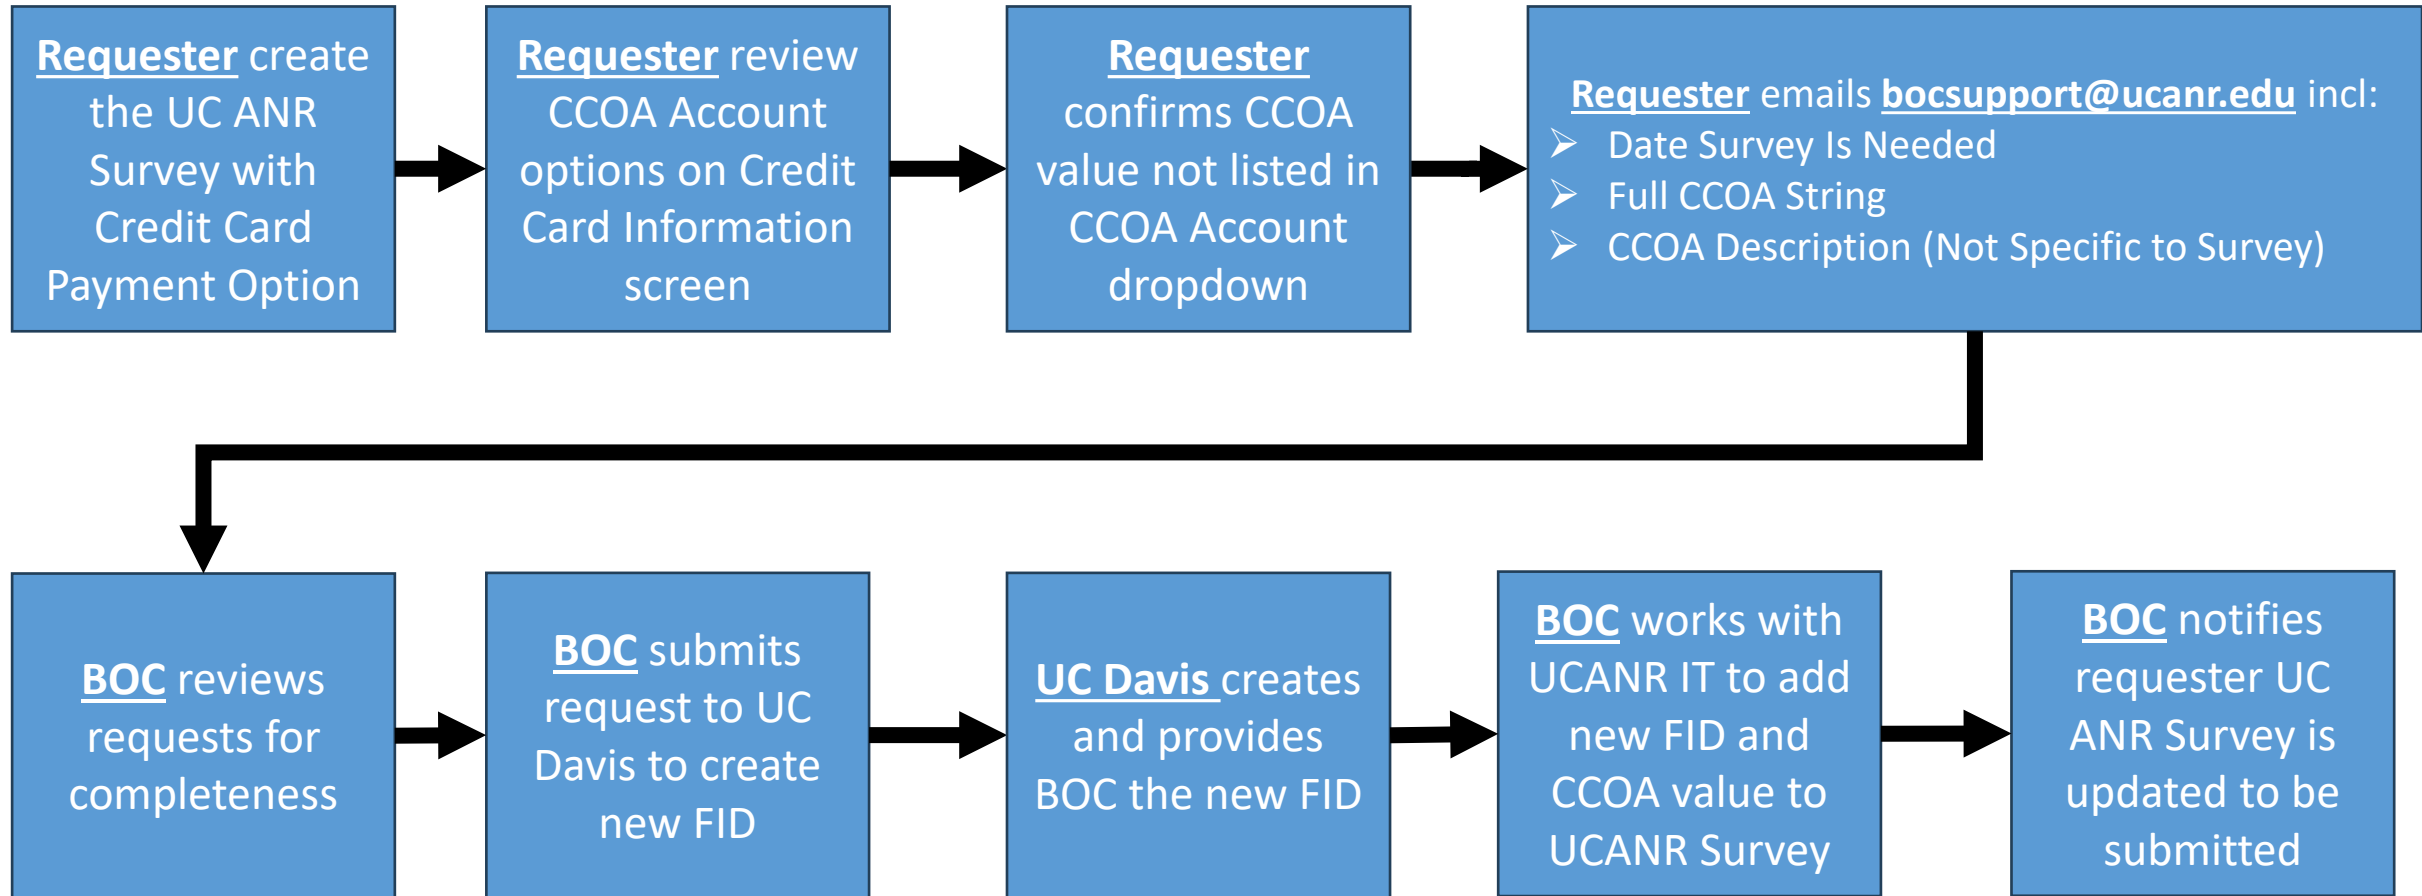 Requester create
the UC ANR
Survey with
Credit Card
Payment Option
Requester review
CCOA Account
options on Credit
Card Information
screen
Requester
confirms CCOA
value not listed in
CCOA Account
dropdown
Requester emails bocsupport@ucanr.edu incl:
➢ Date Survey Is Needed
➢ Full CCOA String
➢ CCOA Description (Not Specific to Survey)
BOC reviews
requests for
completeness
BOC submits
request to UC
Davis to create
new FID
UC Davis creates
and provides
BOC the new FID
BOC works with
UCANR IT to add
new FID and
CCOA value to
UCANR Survey
BOC notifies
requester UC
ANR Survey is
updated to be
submitted